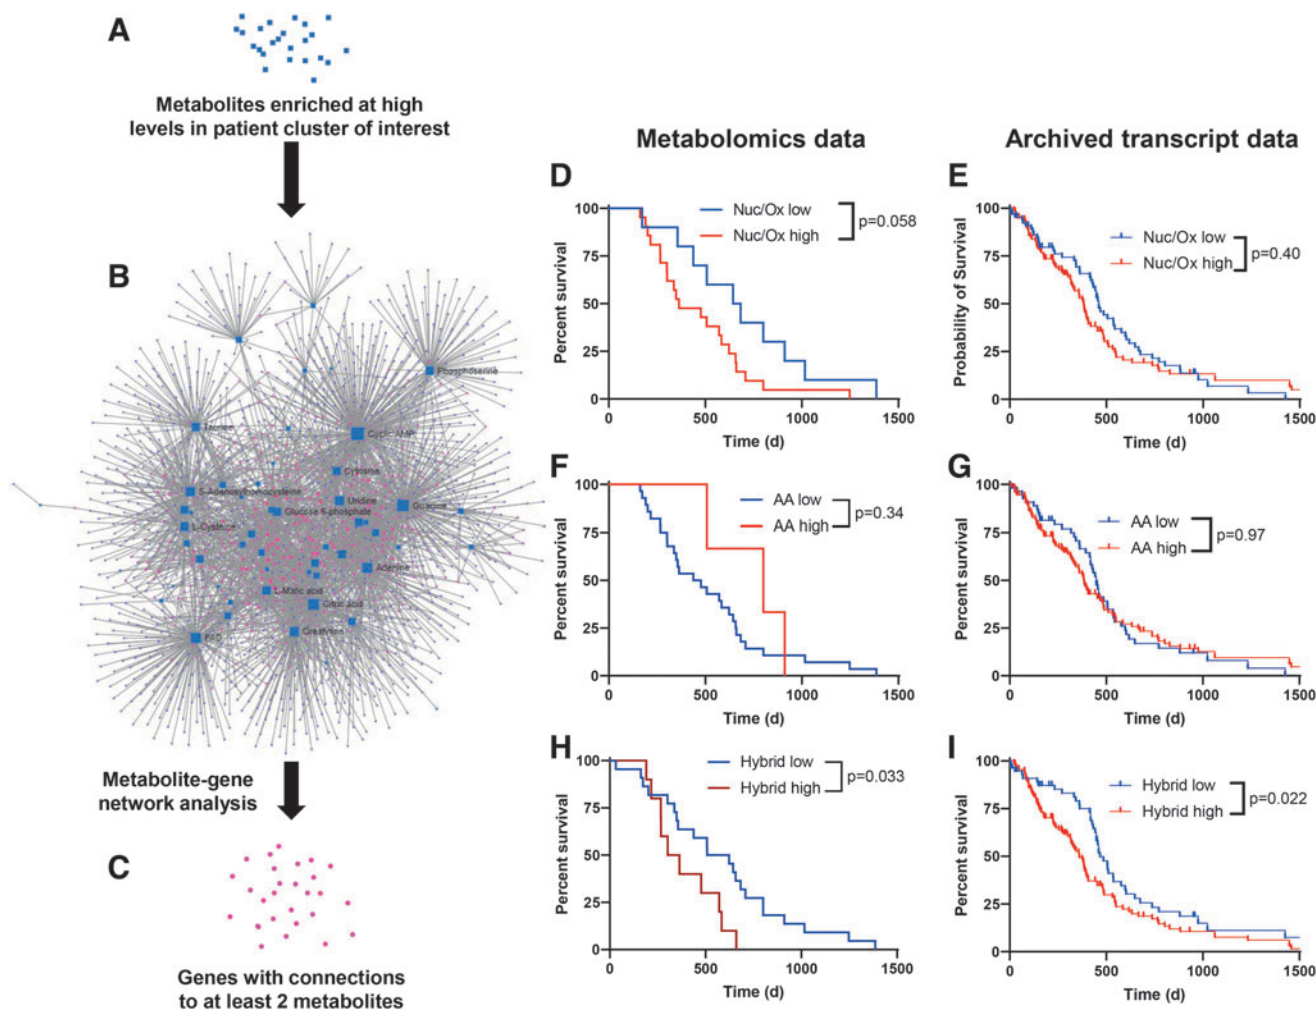 A
Metabolites enriched at high
levels in patient cluster of interest
B
Phosphoserine
Taurine
Cyclic AMP
Cytosine
S-Adenosylhomocysteine
Uridine
Guanine
Glucose 6-phosphate
L-Cysteine
Adenine
L-Malic acid
Citric acid
Creatinine
FAD
Metabolite-gene
network analysis
C
Genes with connections
to at least 2 metabolites
Metabolomics data
Archived transcript data
D
Nuc/Ox low
Nuc/Ox high
p=0.058
Percent survival
100
75
50
25
0
0 500 1000 1500
Time (d)
E
Nuc/Ox low
Nuc/Ox high
p=0.40
Probability of Survival
100
75
50
25
0
0 500 1000 1500
Time (d)
F
AA low
AA high
p=0.34
Percent survival
100
75
50
25
0
0 500 1000 1500
Time (d)
G
AA low
AA high
p=0.97
Percent survival
100
75
50
25
0
0 500 1000 1500
Time (d)
H
Hybrid low
Hybrid high
p=0.033
Percent survival
100
75
50
25
0
0 500 1000 1500
Time (d)
I
Hybrid low
Hybrid high
p=0.022
Percent survival
100
75
50
25
0
0 500 1000 1500
Time (d)